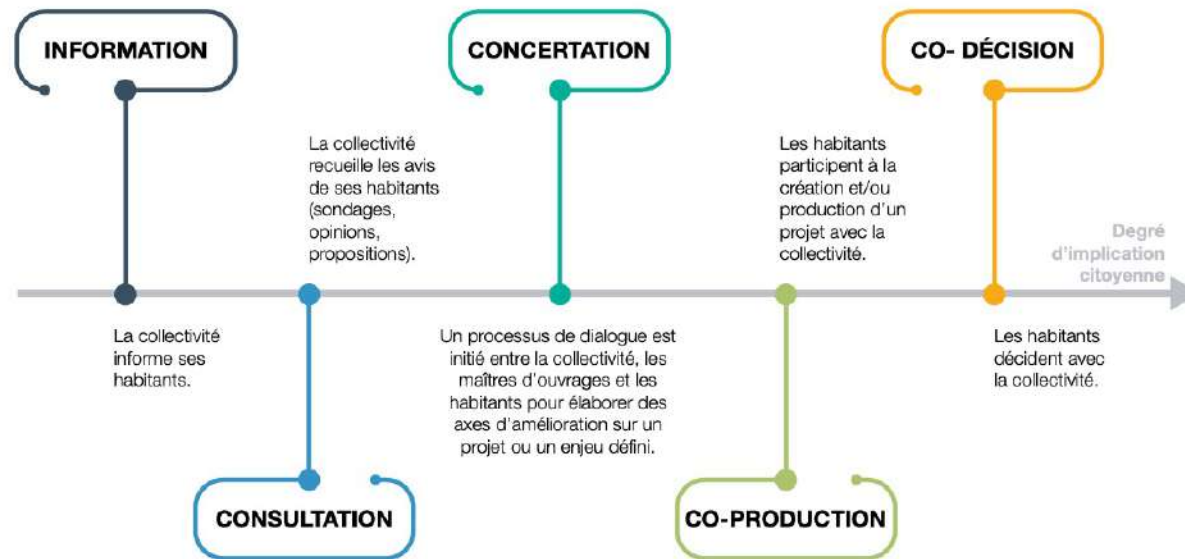 INFORMATION
CONCERTATION
CO- DÉCISION
La collectivité
recueille les avis
de ses habitants
(sondages,
opinions,
propositions).
Les habitants
participent à la
création et/ou
production d’un
projet avec la
collectivité.
Degré
d’implication
citoyenne
La collectivité
informe ses
habitants.
Un processus de dialogue est
initié entre la collectivité, les
maîtres d’ouvrages et les
habitants pour élaborer des
axes d’amélioration sur un
projet ou un enjeu défini.
Les habitants
décident avec
la collectivité.
CONSULTATION
CO-PRODUCTION